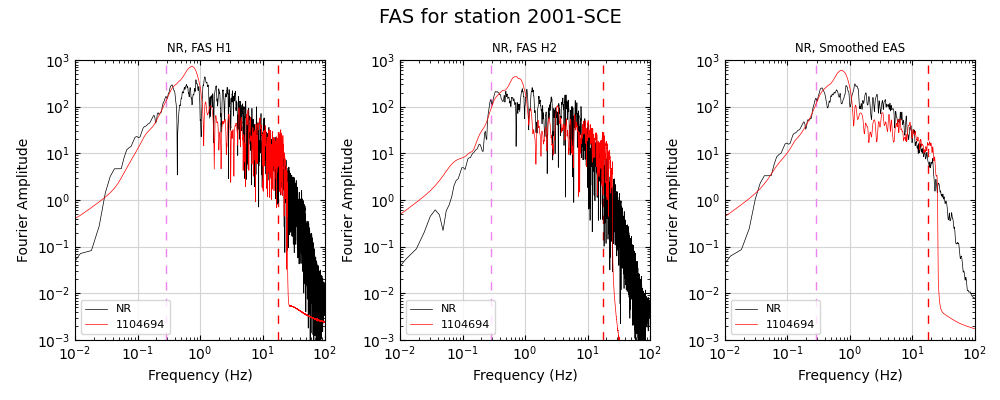 FAS for station 2001-SCE
NR, FAS H1
NR, FAS H2
NR, Smoothed EAS
Fourier Amplitude
10³
10²
10¹
10⁰
10⁻¹
10⁻²
10⁻³
NR
1104694
10⁻² 10⁻¹ 10⁰ 10¹ 10²
Frequency (Hz)
Fourier Amplitude
10³
10²
10¹
10⁰
10⁻¹
10⁻²
10⁻³
NR
1104694
10⁻² 10⁻¹ 10⁰ 10¹ 10²
Frequency (Hz)
Fourier Amplitude
10³
10²
10¹
10⁰
10⁻¹
10⁻²
10⁻³
NR
1104694
10⁻² 10⁻¹ 10⁰ 10¹ 10²
Frequency (Hz)